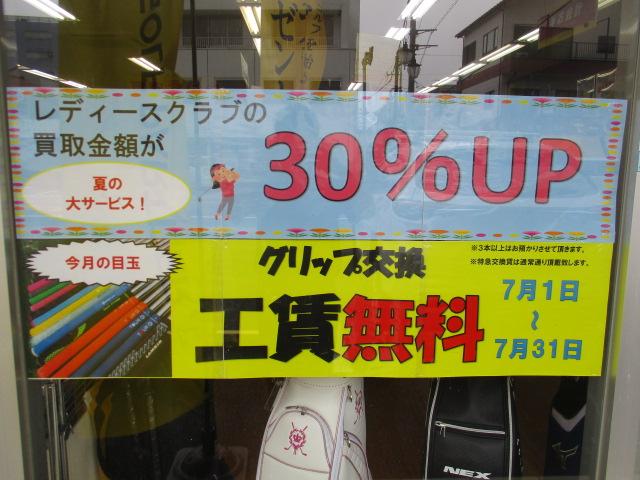 レディースクラブの
買取金額が
30%UP
夏の
大サービス！
今月の目玉
グリップ交換
工賃無料
※3本以上はお預かりさせて頂きます。
※特急交換賃は通常通り頂戴致します。
7月1日
～
7月31日
NEX